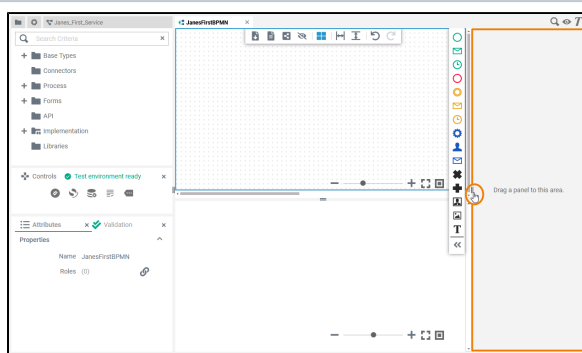 Janes_First_Service
JanesFirstBPMN ×
T
Search Criteria ×
+ Base Types
Connectors
+ Process
+ Forms
API
+ Implementation
Libraries
Controls Test environment ready ×
Attributes × Validation ×
Properties
Name JanesFirstBPMN
Roles (0)
T
Drag a panel to this area.